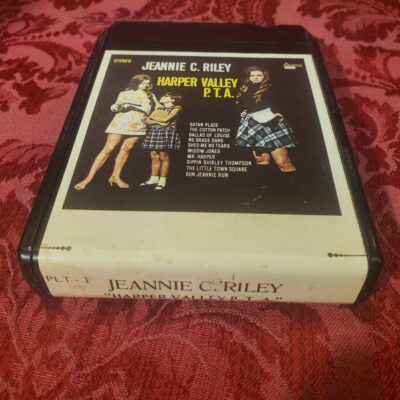 STEREO
JEANNIE C. RILEY
HARPER VALLEY
P.T.A.
SATAN PLACE
THE COTTON PATCH
BALLAD OF LOUISE
NO BRASS BAND
SHED ME NO TEARS
WIDOW JONES
MR. HARPER
SIPPIN SHIRLEY THOMPSON
THE LITTLE TOWN SQUARE
RUN JEANNIE RUN
PLT - 1
JEANNIE C. RILEY
"HARPER VALLEY P. T. A."